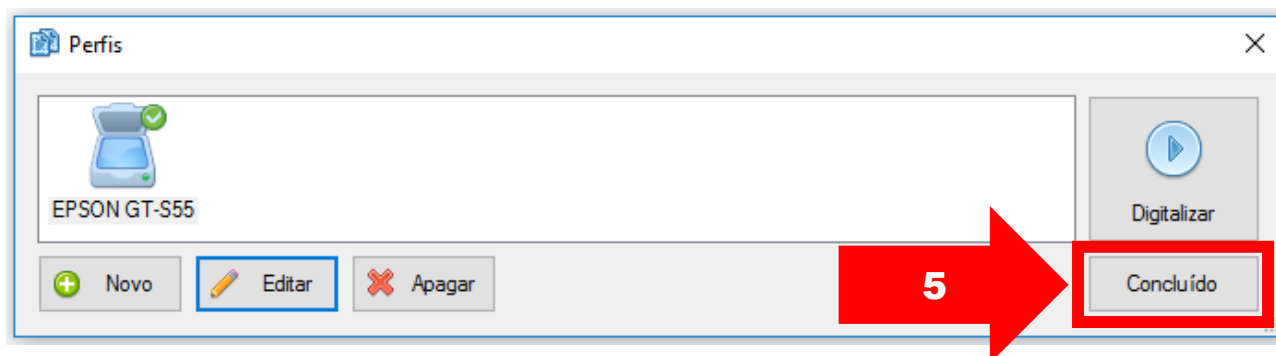 Perfis
EPSON GT-S55
Digitalizar
Novo
Editar
Apagar
5
Concluído